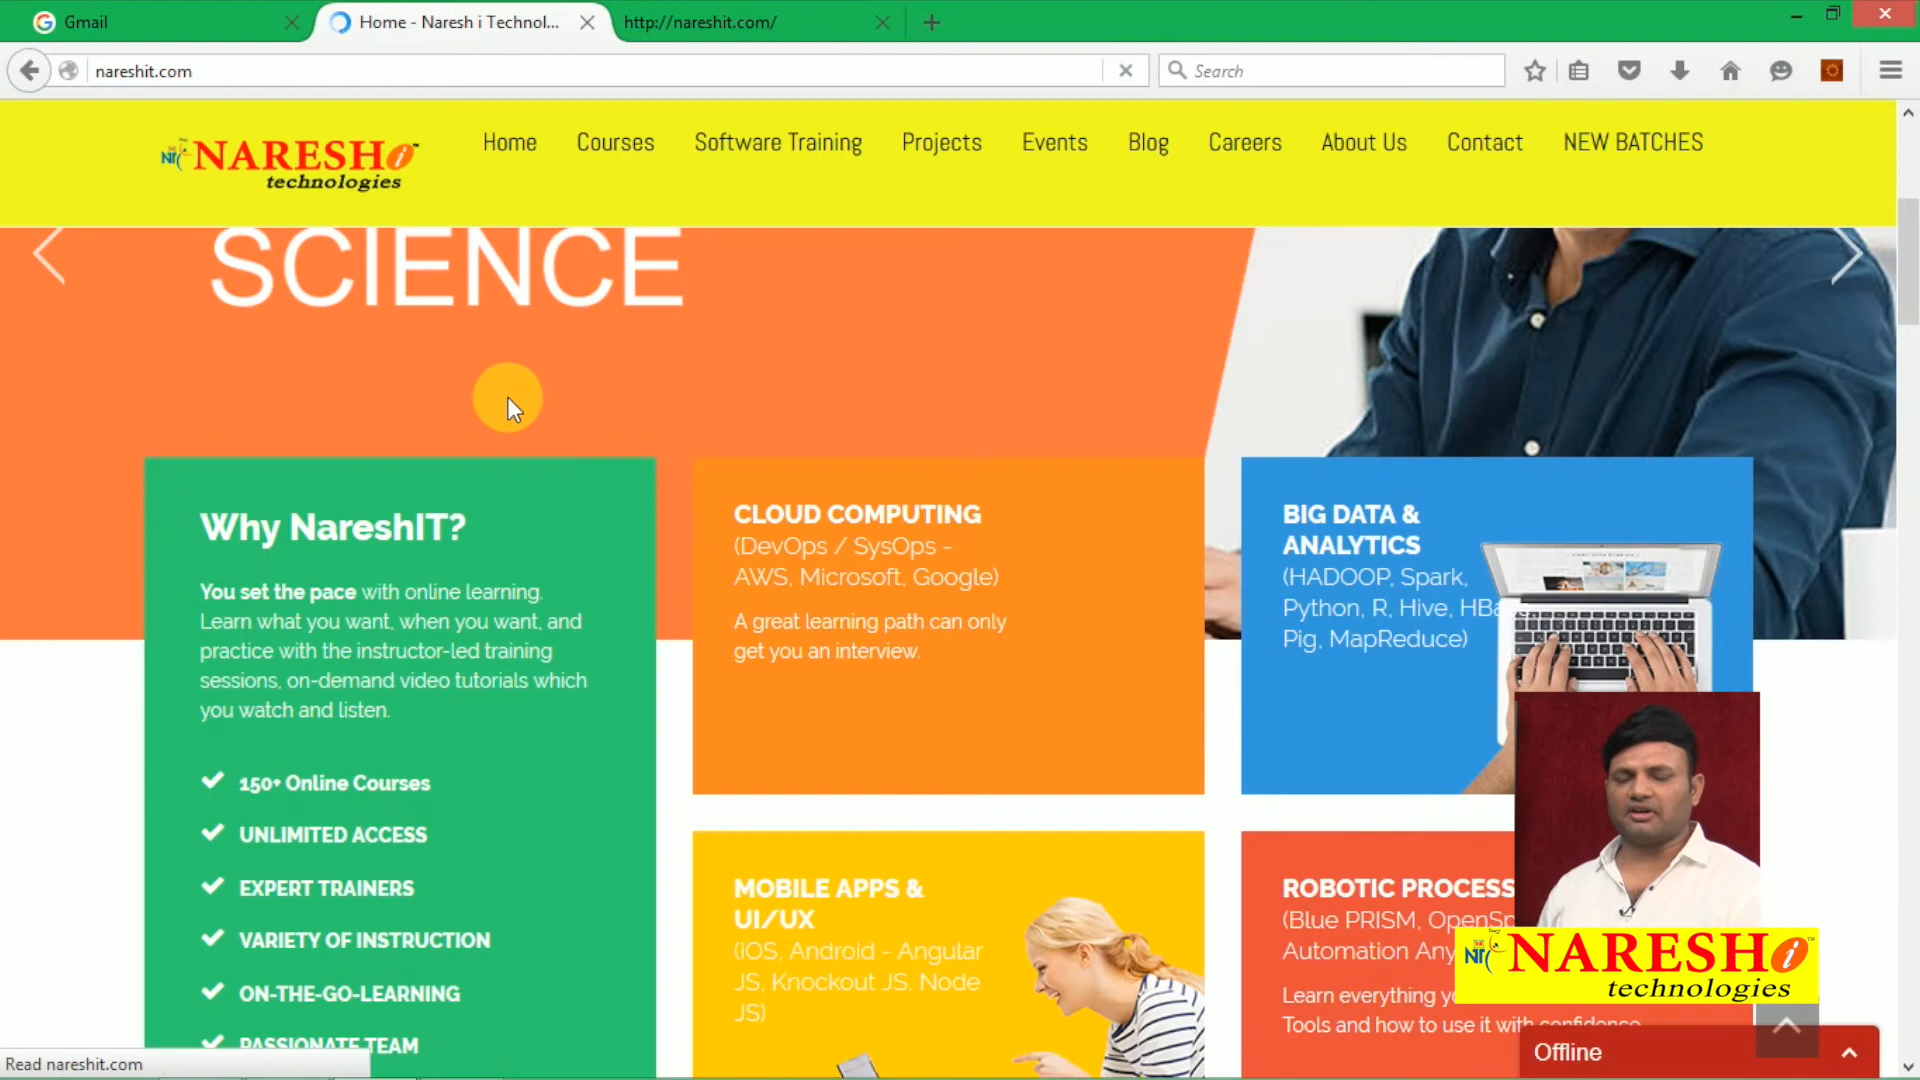 Gmail
Home - Naresh i Technol...
http://nareshit.com/
nareshit.com
Search
NARESH i
technologies
Home
Courses
Software Training
Projects
Events
Blog
Careers
About Us
Contact
NEW BATCHES
SCIENCE
Why NareshIT?
You set the pace with online learning.
Learn what you want, when you want, and
practice with the instructor-led training
sessions, on-demand video tutorials which
you watch and listen.
150+ Online Courses
UNLIMITED ACCESS
EXPERT TRAINERS
VARIETY OF INSTRUCTION
ON-THE-GO-LEARNING
PASSIONATE TEAM
CLOUD COMPUTING
(DevOps / SysOps -
AWS, Microsoft, Google)
A great learning path can only
get you an interview.
BIG DATA &
ANALYTICS
(HADOOP, Spark,
Python, R, Hive,
Pig, MapReduce)
MOBILE APPS &
UI/UX
(iOS, Android - Angular
JS, Knockout JS, Node
JS)
ROBOTIC PROCESS
(Blue PRISM,
Automation
Learn everything
Tools and how to use it with confidence
NARESH i
technologies
Offline
Read nareshit.com